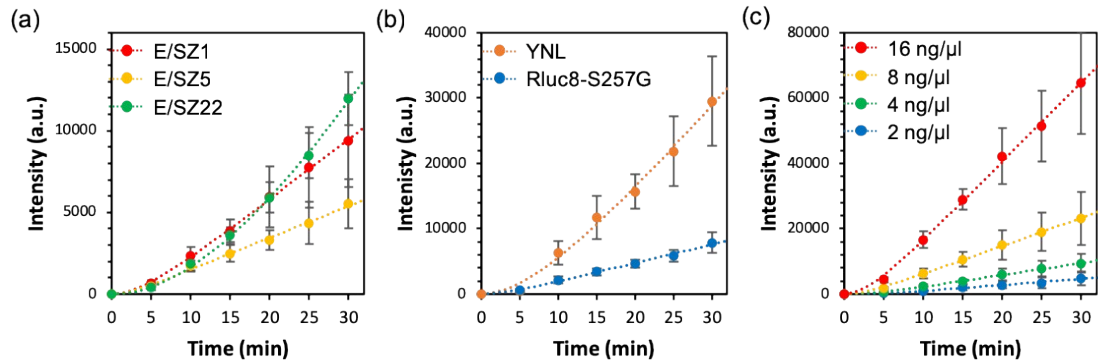 (a)
15000
10000
5000
0
Intensity (a.u.)
E/SZ1
E/SZ5
E/SZ22
0 5 10 15 20 25 30
Time (min)
(b)
40000
30000
20000
10000
0
Intenisty (a.u.)
YNL
Rluc8-S257G
0 5 10 15 20 25 30
Time (min)
(c)
80000
60000
40000
20000
0
Intensity (a.u.)
16 ng/μl
8 ng/μl
4 ng/μl
2 ng/μl
0 5 10 15 20 25 30
Time (min)